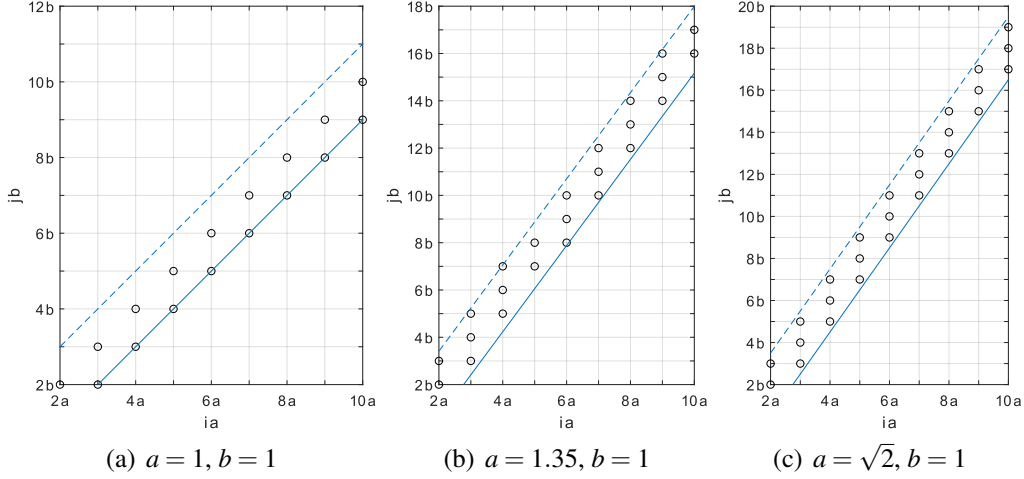 12b
10b
8b
6b
4b
2b
2a 4a 6a 8a 10a
jb
ia
(a) a = 1, b = 1
18b
16b
14b
12b
10b
8b
6b
4b
2b
2a 4a 6a 8a 10a
jb
ia
(b) a = 1.35, b = 1
20b
18b
16b
14b
12b
10b
8b
6b
4b
2b
2a 4a 6a 8a 10a
jb
ia
(c) a = √2, b = 1